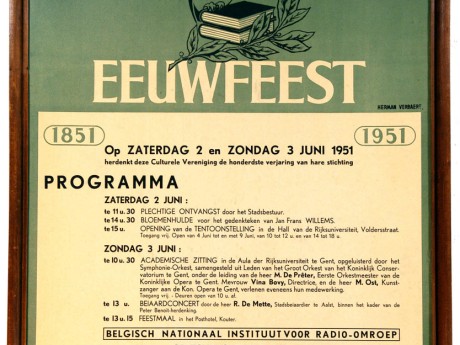 EEUWFEEST
HERMAN VERBAERT
1851
1951
Op ZATERDAG 2 en ZONDAG 3 JUNI 1951
herdenkt deze Culturele Vereniging de honderdste verjaring van hare stichting
PROGRAMMA
ZATERDAG 2 JUNI :
te 11 u. 30 PLECHTIGE ONTVANGST door het Stadsbestuur.
te 14 u. 30 BLOEMENHULDE voor het gedenkteken van Jan Frans WILLEMS.
te 15 u. OPENING van de TENTOONSTELLING in de Hall van de Rijksuniversiteit, Voldersstraat.
Toegang vrij. Open van 4 Juni tot en met 9 Juni, van 10 tot 12 u. en van 14 tot 18 u.
ZONDAG 3 JUNI :
te 10 u. 30 ACADEMISCHE ZITTING in de Aula der Rijksuniversiteit te Gent, opgeluisterd door het
Symphonie-Orkest, samengesteld uit Leden van het Groot Orkest van het Koninklijk Conser-
vatorium te Gent, onder de leiding van de heer M. De Prêter, Eerste Orkestmeester van de
Koninklijke Opera te Gent. Mevrouw Vina Bovy, Directrice, en de heer M. Ost, Kunst-
zanger aan de Kon. Opera te Gent, verlenen eveneens hun medewerking.
Toegang vrij. - Deuren open van 10 u. af.
te 13 u. BEIAARDCONCERT door de heer R. De Mette, Stadsbeiaardier te Aalst, binnen het kader van de
Peter Benoit-herdenking.
te 13 u. 15 FEESTMAAL in het Posthotel, Kouter.
BELGISCH NATIONAAL INSTITUUT VOOR RADIO-OMROEP